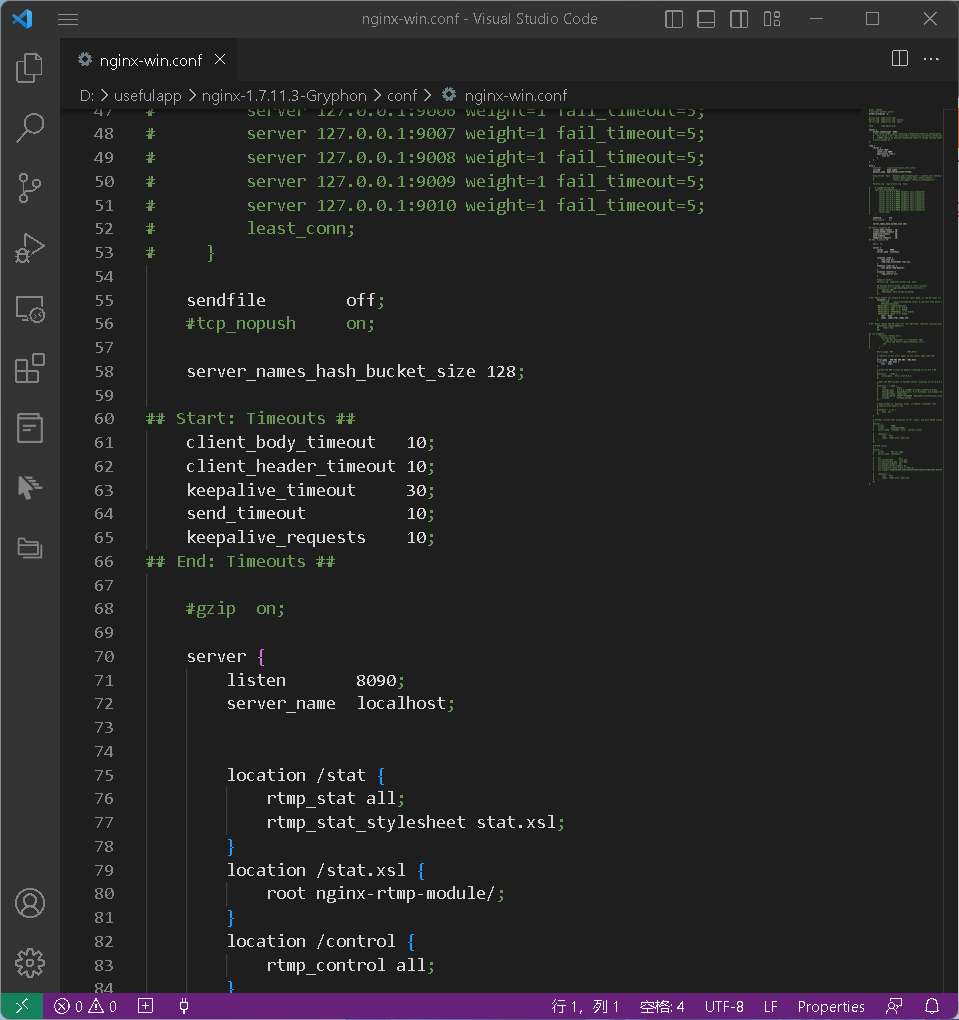 nginx-win.conf - Visual Studio Code
nginx-win.conf
D: > usefulapp > nginx-1.7.11.3-Gryphon > conf > nginx-win.conf
47 # server 127.0.0.1:9006 weight=1 fail_timeout=5;
48 # server 127.0.0.1:9007 weight=1 fail_timeout=5;
49 # server 127.0.0.1:9008 weight=1 fail_timeout=5;
50 # server 127.0.0.1:9009 weight=1 fail_timeout=5;
51 # server 127.0.0.1:9010 weight=1 fail_timeout=5;
52 # least_conn;
53 # }
54
55 sendfile off;
56 #tcp_nopush on;
57
58 server_names_hash_bucket_size 128;
59
60 ## Start: Timeouts ##
61 client_body_timeout 10;
62 client_header_timeout 10;
63 keepalive_timeout 30;
64 send_timeout 10;
65 keepalive_requests 10;
66 ## End: Timeouts ##
67
68 #gzip on;
69
70 server {
71 listen 8090;
72 server_name localhost;
73
74
75 location /stat {
76 rtmp_stat all;
77 rtmp_stat_stylesheet stat.xsl;
78 }
79 location /stat.xsl {
80 root nginx-rtmp-module/;
81 }
82 location /control {
83 rtmp_control all;
84 }
0 0 行 1，列 1 空格: 4 UTF-8 LF Properties